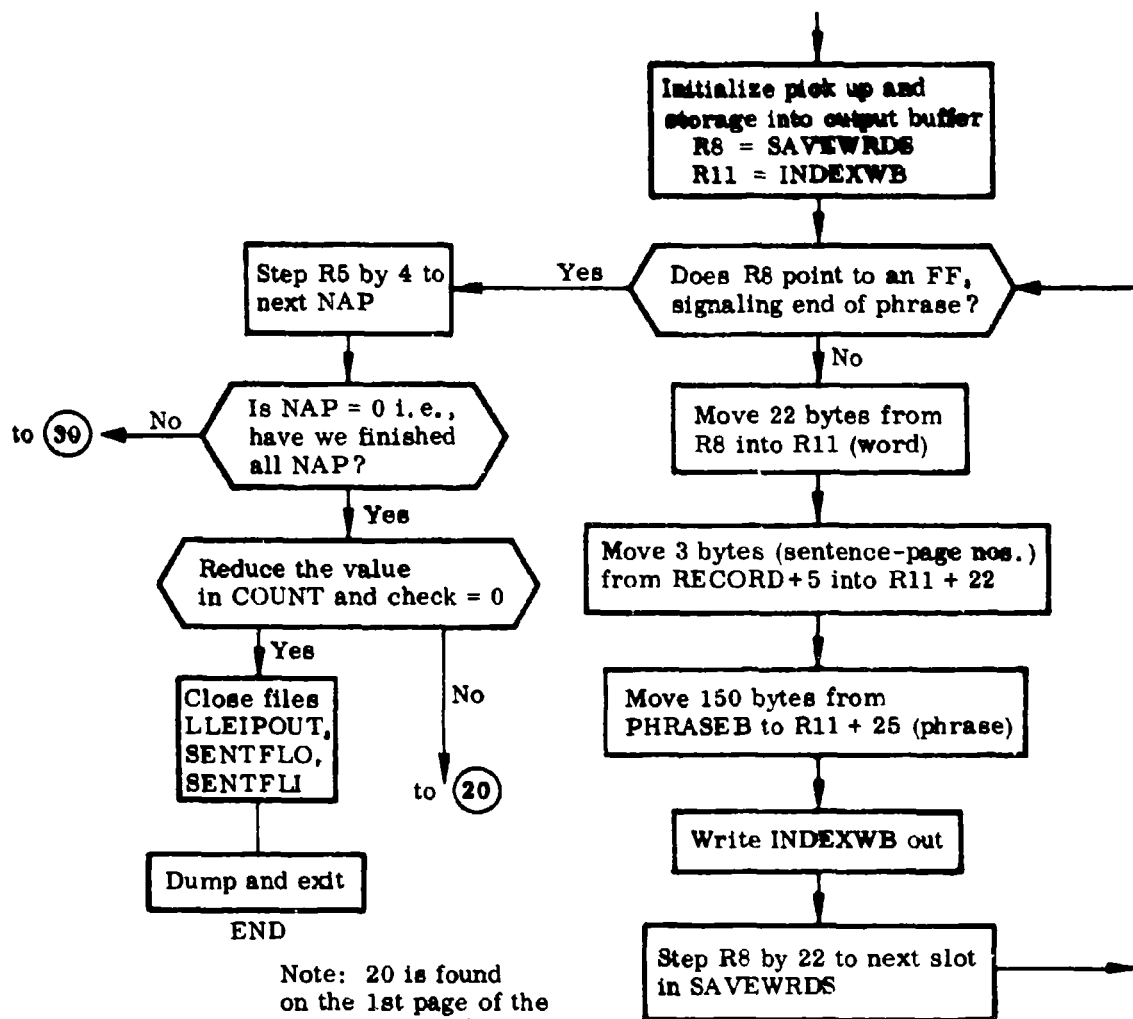 Initialize pick up and
storage into output buffer
R8 = SAVEWRDS
R11 = INDEXWB
Does R8 point to an FF,
signaling end of phrase?
Yes
Step R5 by 4 to
next NAP
No
Is NAP = 0 i.e.,
have we finished
all NAP?
No
to 30
Yes
Move 22 bytes from
R8 into R11 (word)
Reduce the value
in COUNT and check = 0
Move 3 bytes (sentence-page nos.)
from RECORD+5 into R11 + 22
Yes
No
Close files
LLEIPOUT,
SENTFLO,
SENTFLI
to 20
Move 150 bytes from
PHRASEB to R11 + 25 (phrase)
Write INDEXWB out
Dump and exit
END
Step R8 by 22 to next slot
in SAVEWRDS
Note: 20 is found
on the 1st page of the